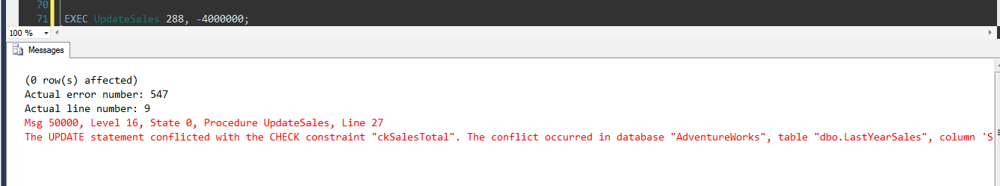 70
71 EXEC UpdateSales 288, -4000000;
100 %
Messages
(0 row(s) affected)
Actual error number: 547
Actual line number: 9
Msg 50000, Level 16, State 0, Procedure UpdateSales, Line 27
The UPDATE statement conflicted with the CHECK constraint "ckSalesTotal". The conflict occurred in database "AdventureWorks", table "dbo.LastYearSales", column 'S